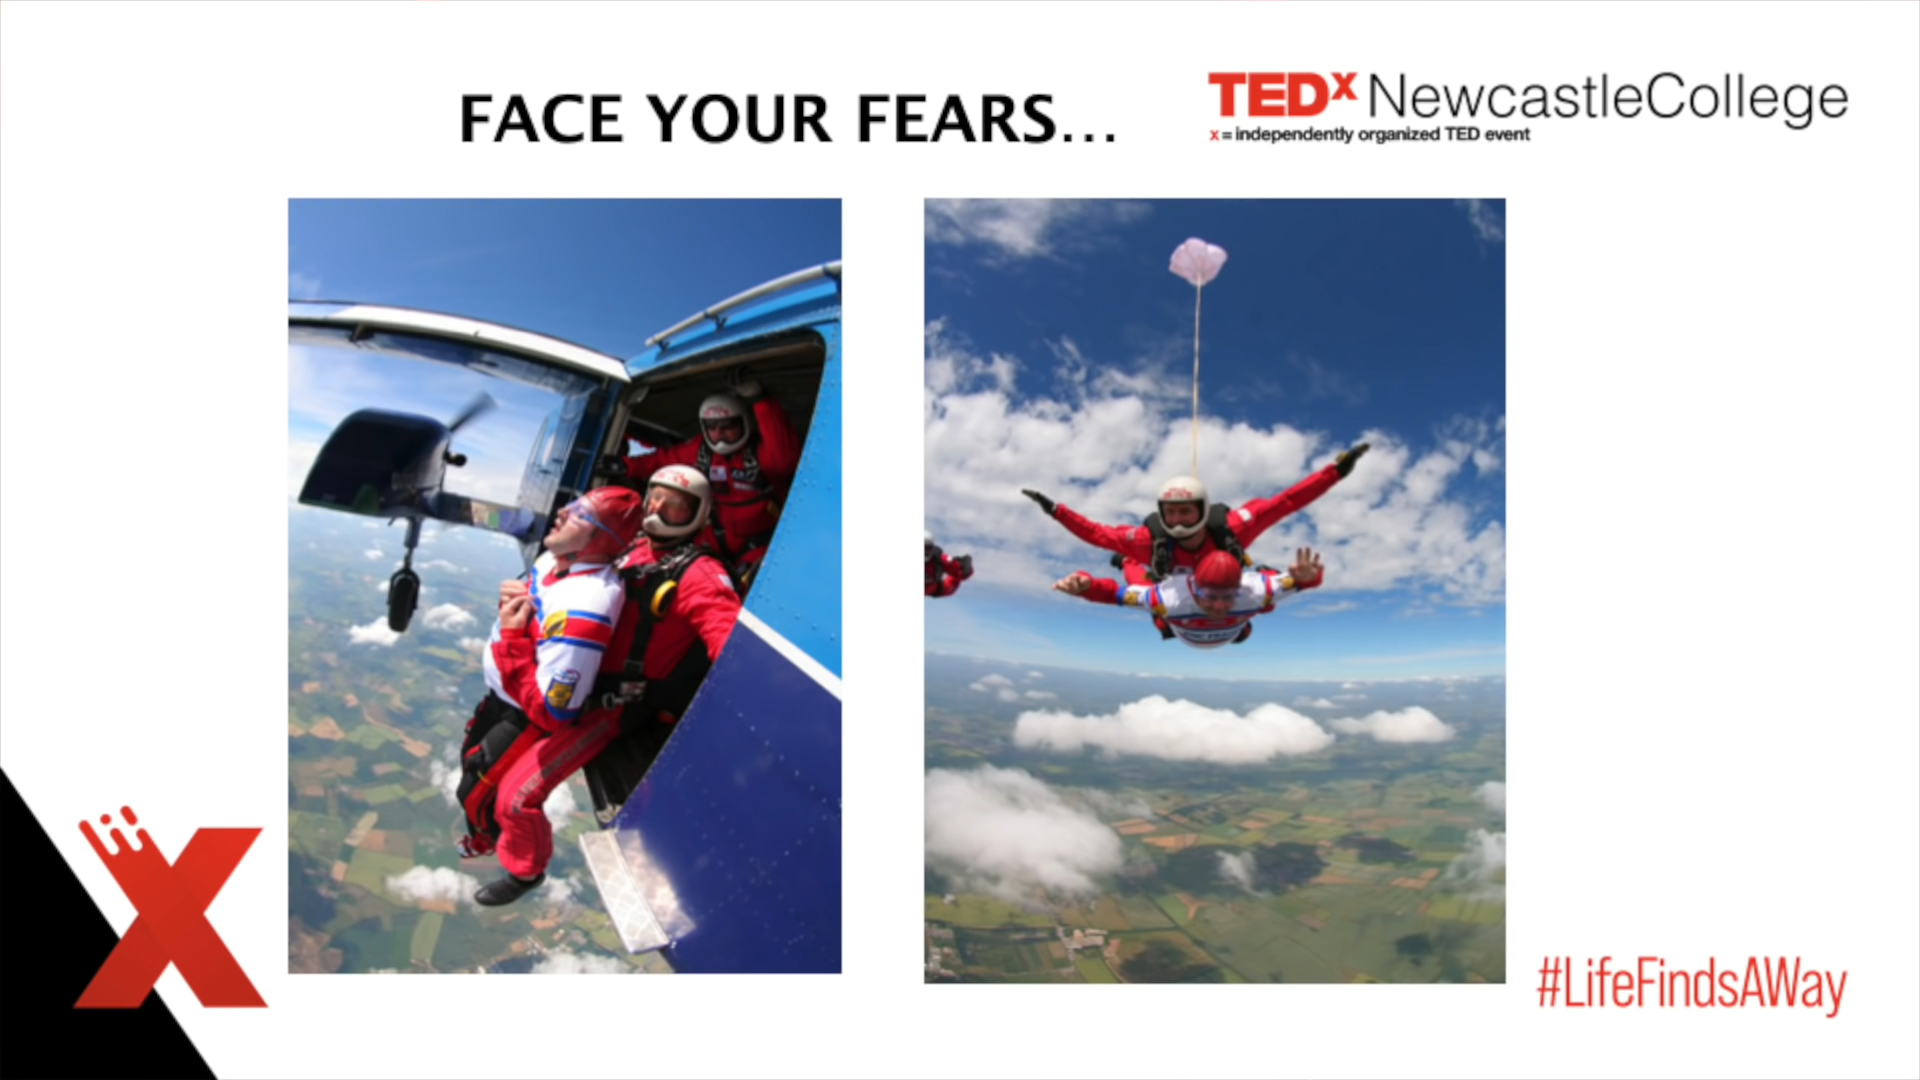 FACE YOUR FEARS...
TEDx NewcastleCollege
x = independently organized TED event
X
#LifeFindsAWay